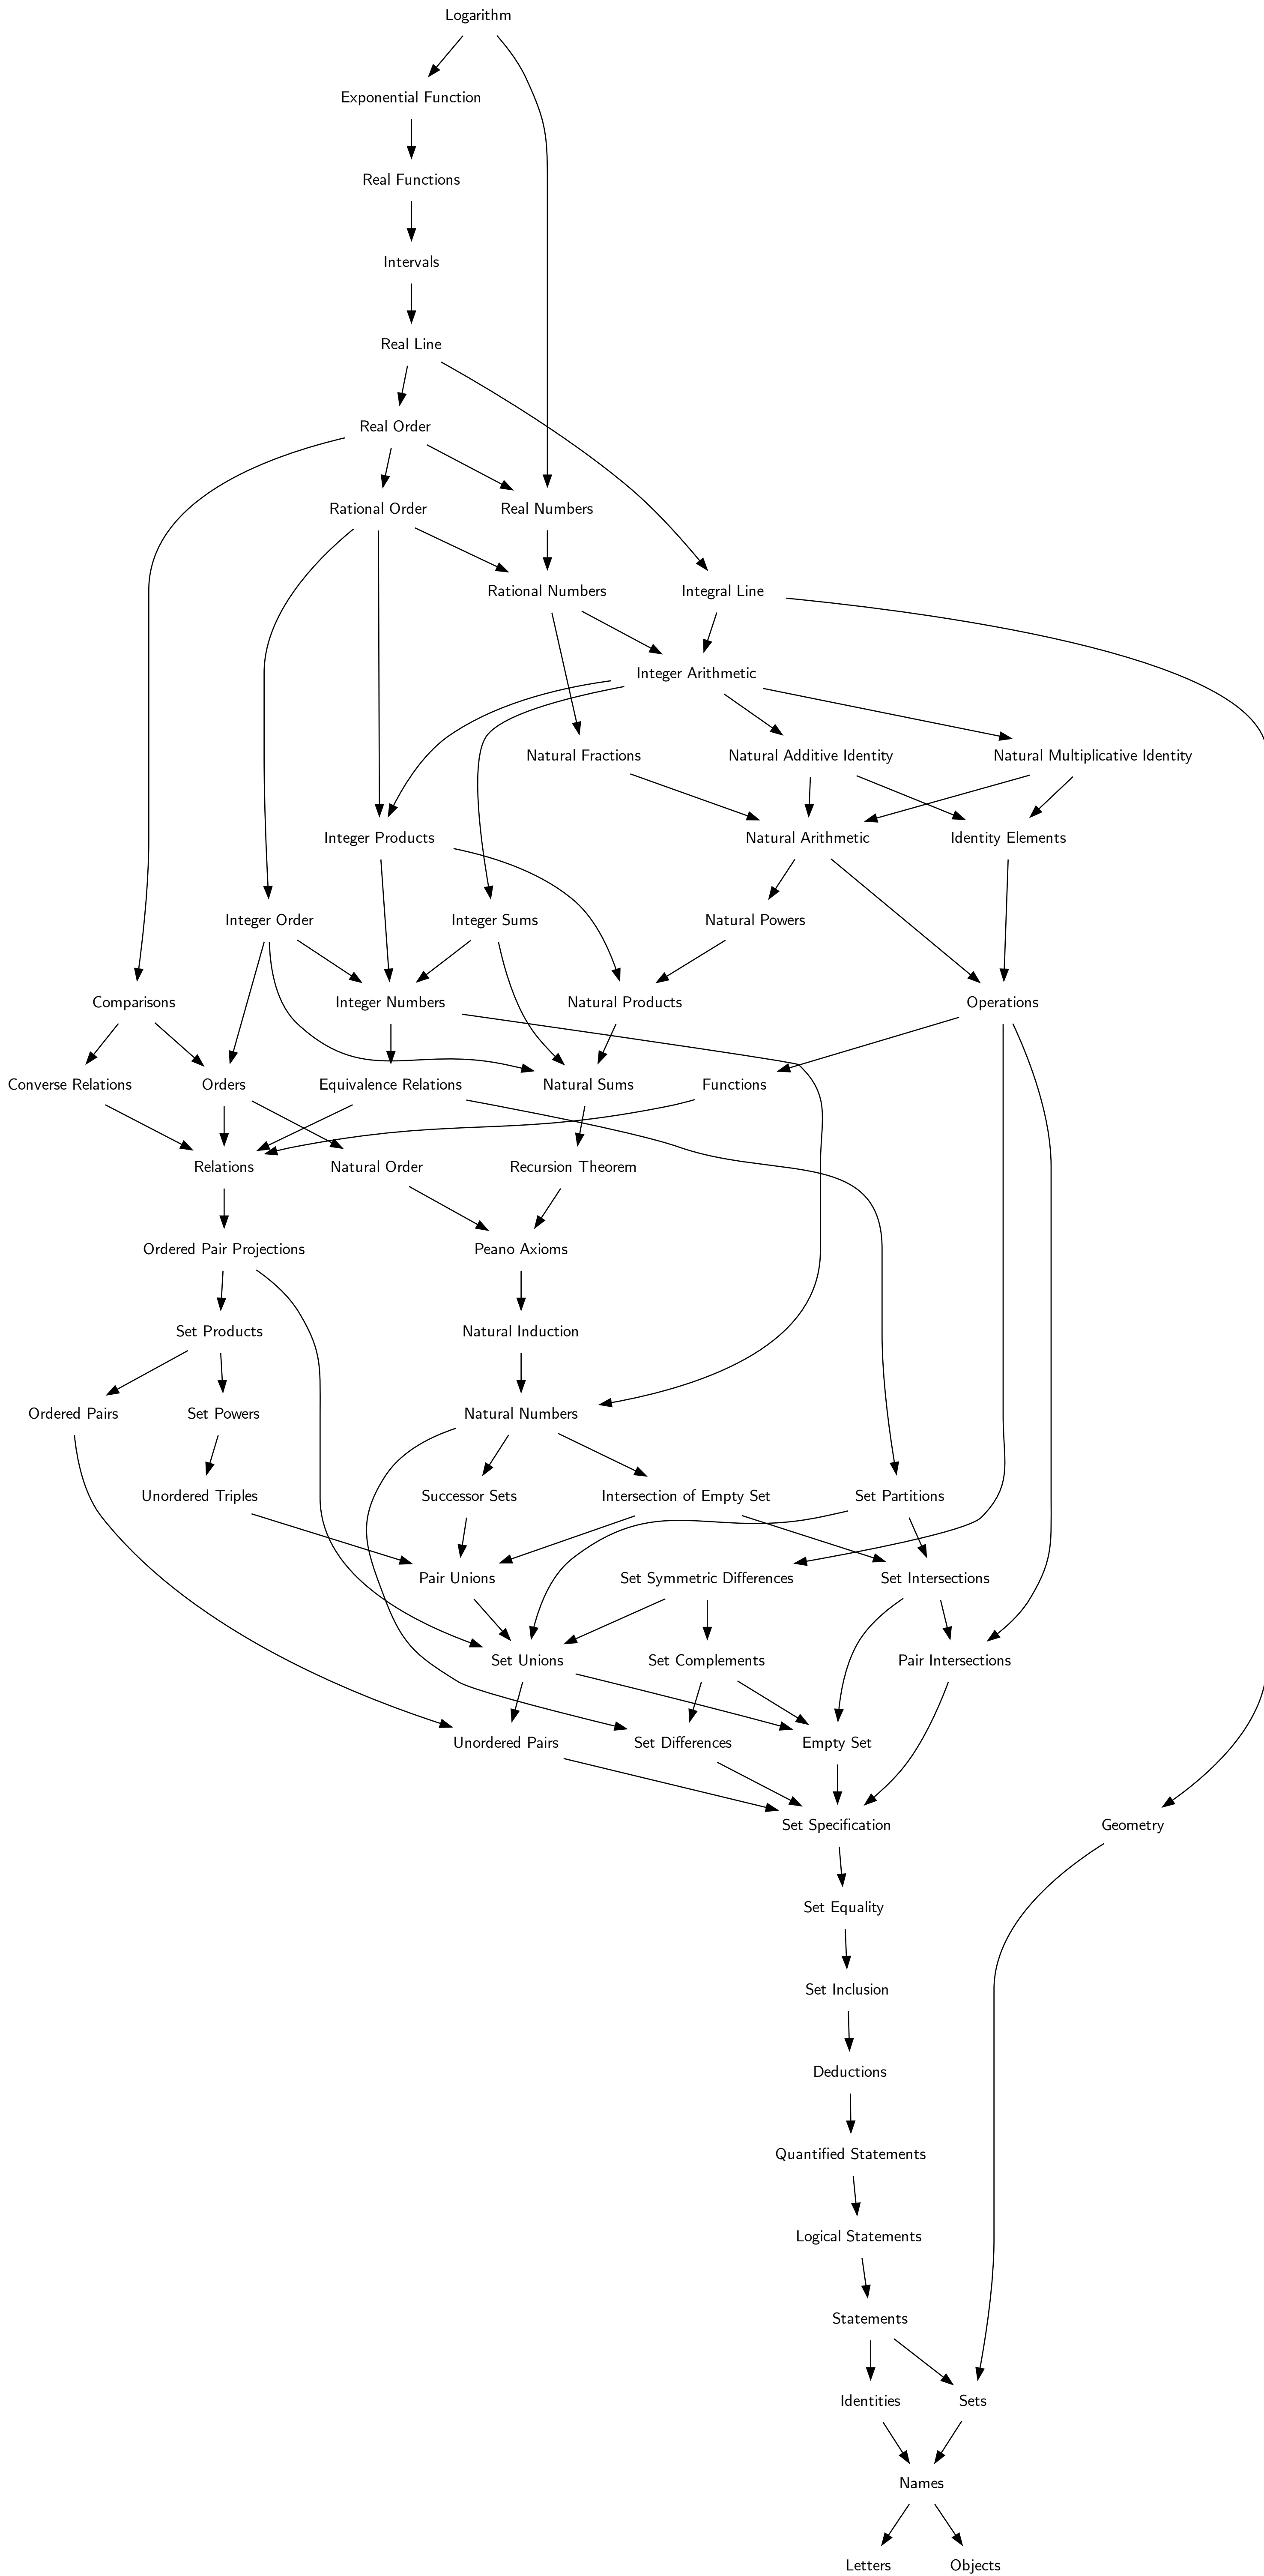 Logarithm
Exponential Function
Real Functions
Intervals
Real Line
Real Order
Rational Order
Real Numbers
Rational Numbers
Integral Line
Integer Arithmetic
Natural Fractions
Natural Additive Identity
Natural Multiplicative Identity
Integer Products
Natural Arithmetic
Identity Elements
Integer Order
Integer Sums
Natural Powers
Comparisons
Integer Numbers
Natural Products
Operations
Converse Relations
Orders
Equivalence Relations
Natural Sums
Functions
Relations
Natural Order
Recursion Theorem
Ordered Pair Projections
Peano Axioms
Set Products
Natural Induction
Ordered Pairs
Set Powers
Natural Numbers
Unordered Triples
Successor Sets
Intersection of Empty Set
Set Partitions
Pair Unions
Set Symmetric Differences
Set Intersections
Set Unions
Set Complements
Pair Intersections
Unordered Pairs
Set Differences
Empty Set
Set Specification
Geometry
Set Equality
Set Inclusion
Deductions
Quantified Statements
Logical Statements
Statements
Identities
Sets
Names
Letters
Objects